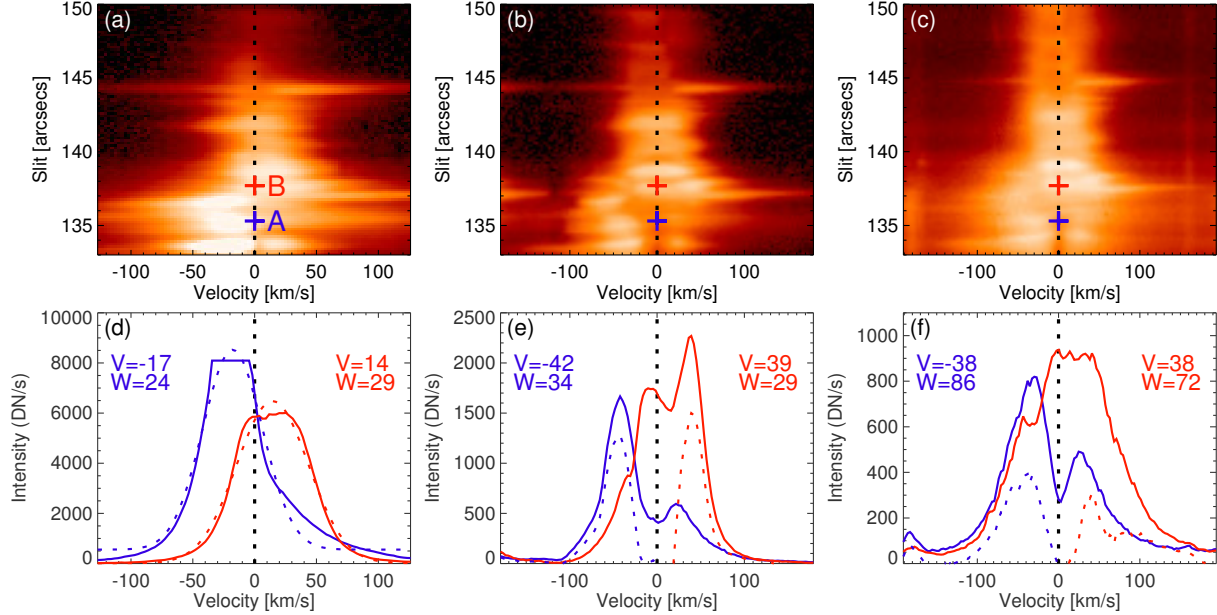 (a)
150
145
140
135
Slit [arcsecs]
B
A
-100 -50 0 50 100
Velocity [km/s]
(b)
150
145
140
135
Slit [arcsecs]
-100 0 100
Velocity [km/s]
(c)
150
145
140
135
Slit [arcsecs]
-100 0 100
Velocity [km/s]
(d)
10000
8000
6000
4000
2000
0
Intensity (DN/s)
V=-17
W=24
V=14
W=29
-100 -50 0 50 100
Velocity [km/s]
(e)
2500
2000
1500
1000
500
0
Intensity (DN/s)
V=-42
W=34
V=39
W=29
-100 0 100
Velocity [km/s]
(f)
1000
800
600
400
200
0
Intensity (DN/s)
V=-38
W=86
V=38
W=72
-100 0 100
Velocity [km/s]